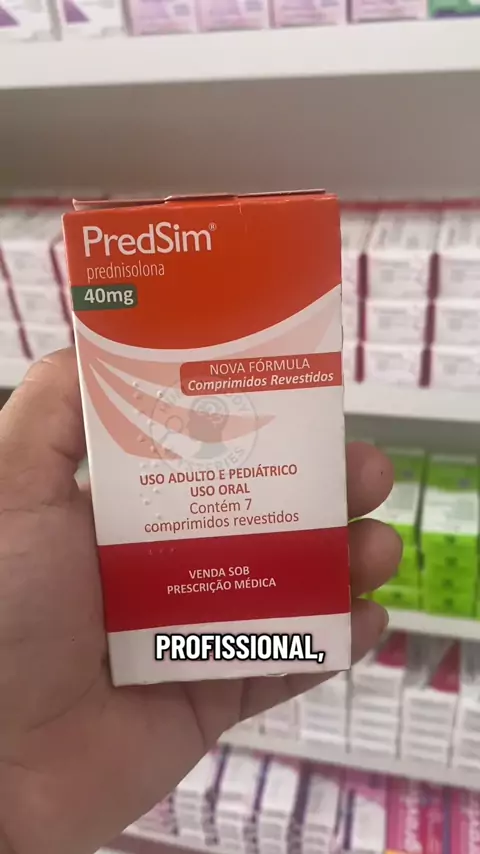 PredSim®
prednisolona
40mg
NOVA FÓRMULA
Comprimidos Revestidos
USO ADULTO E PEDIÁTRICO
USO ORAL
Contém 7
comprimidos revestidos
VENDA SOB
PRESCRIÇÃO MÉDICA
PROFISSIONAL,